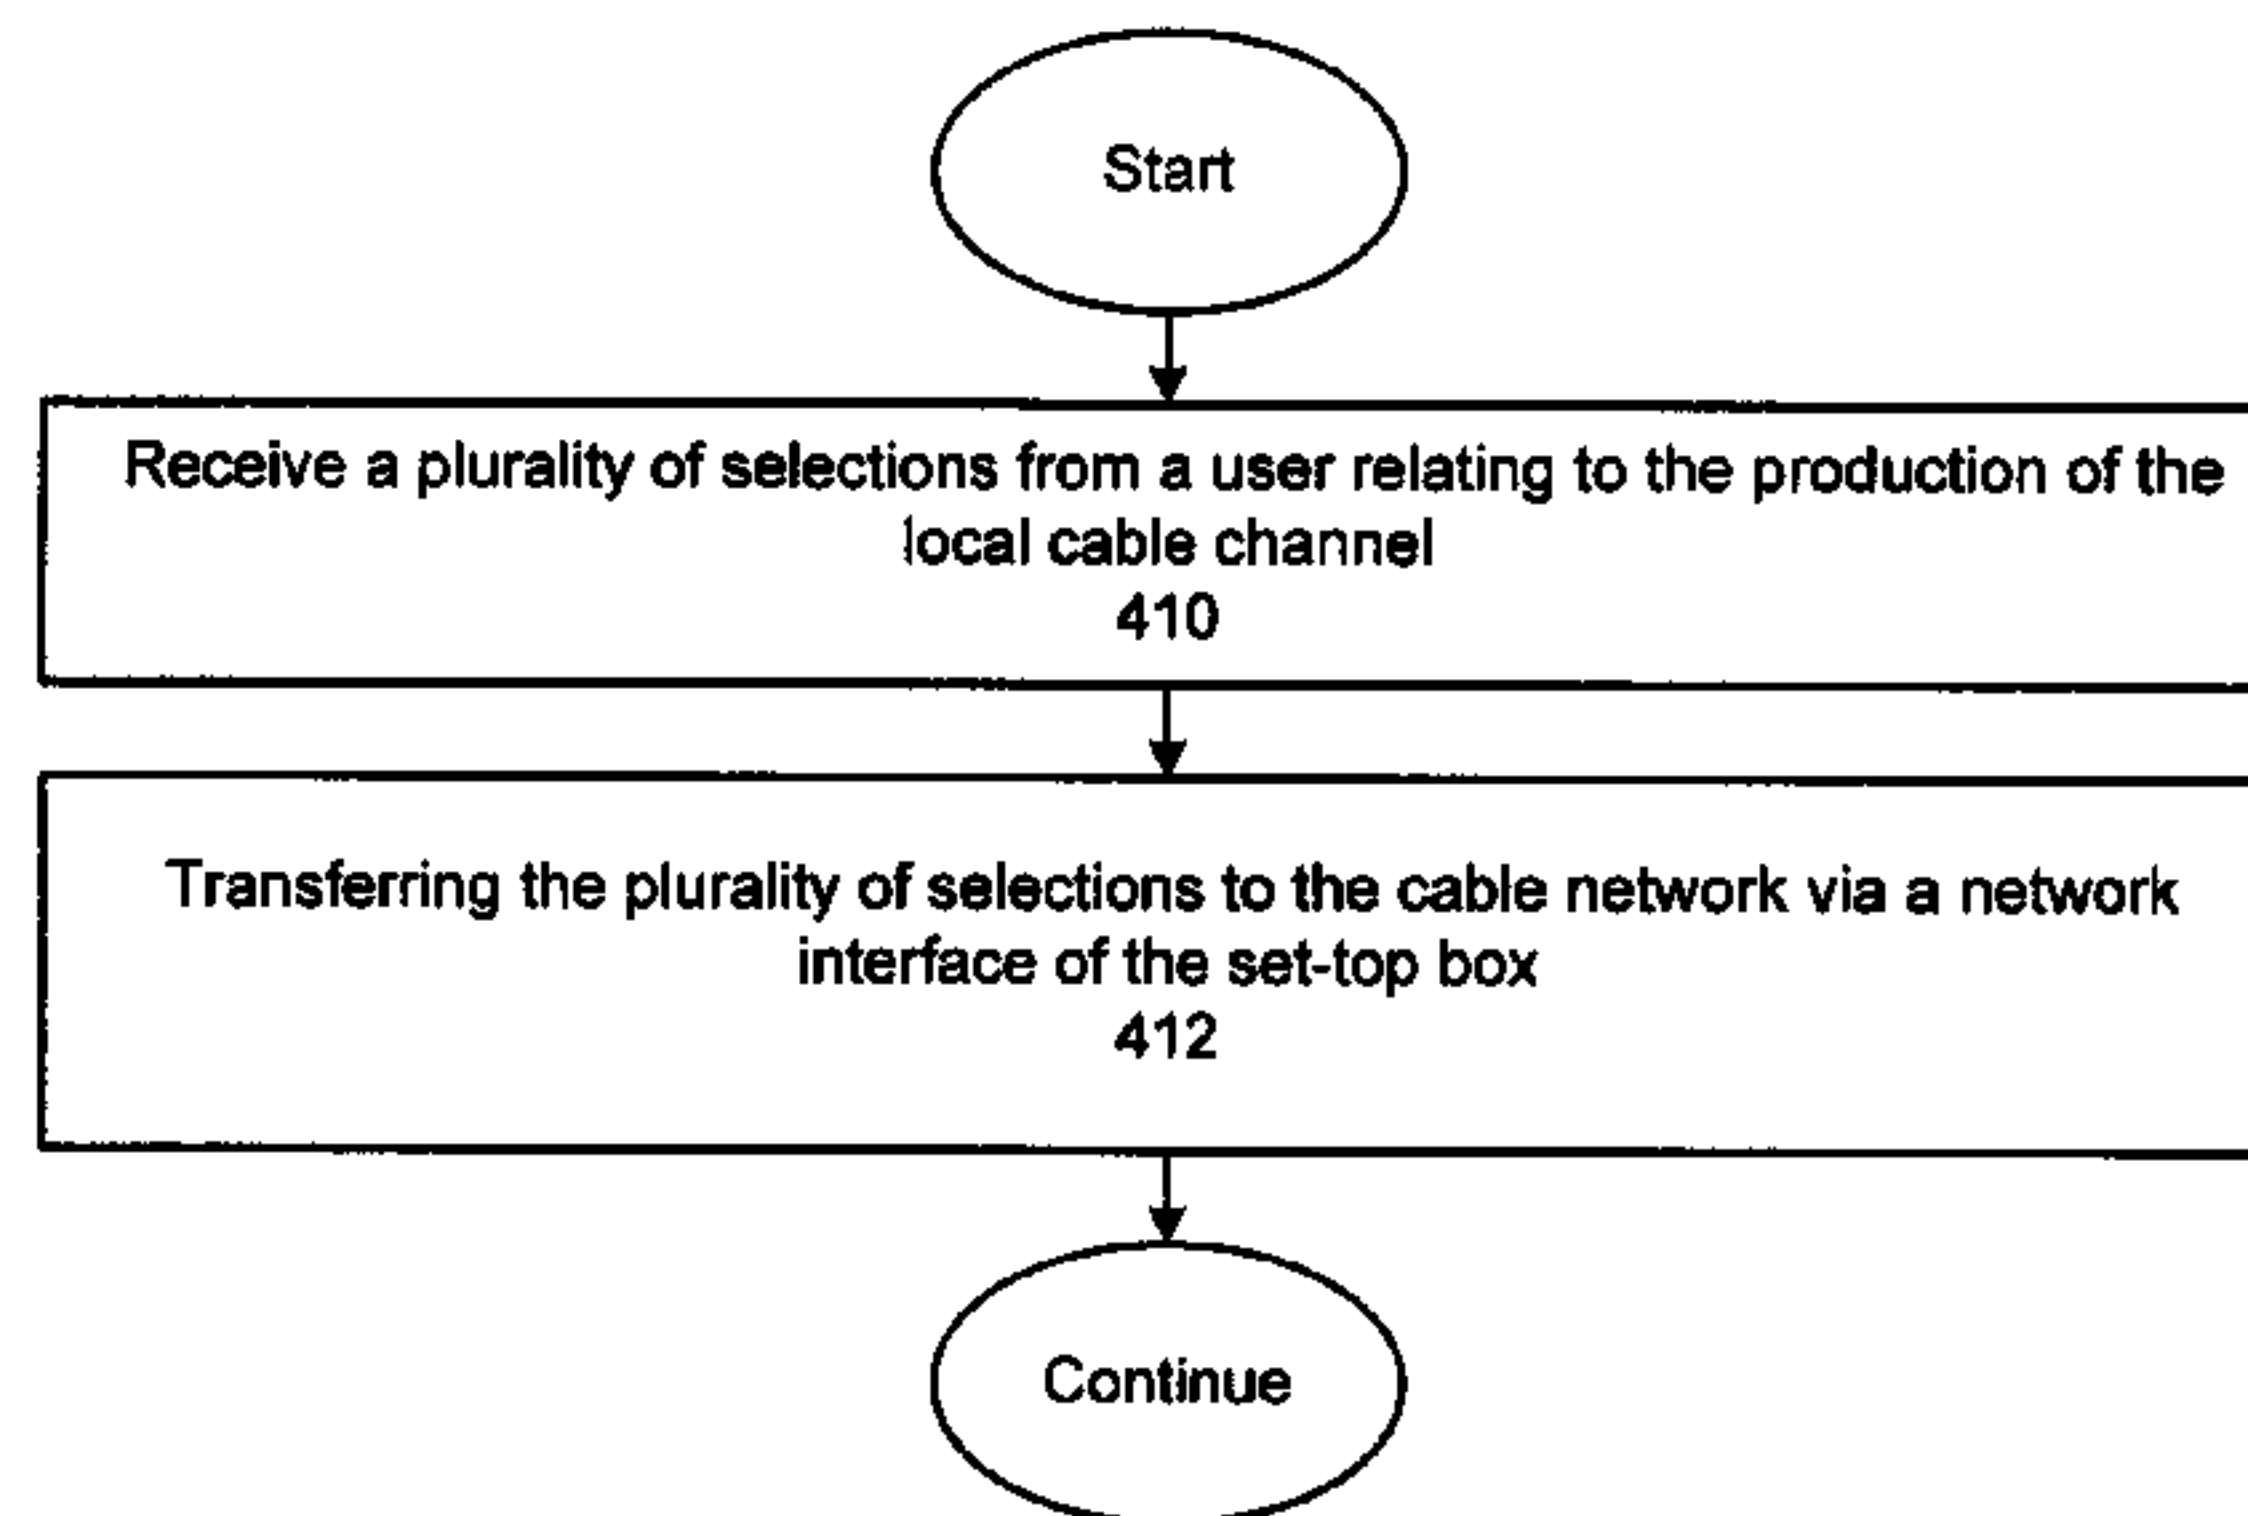 Start
Receive a plurality of selections from a user relating to the production of the
local cable channel
410
Transferring the plurality of selections to the cable network via a network
interface of the set-top box
412
Continue